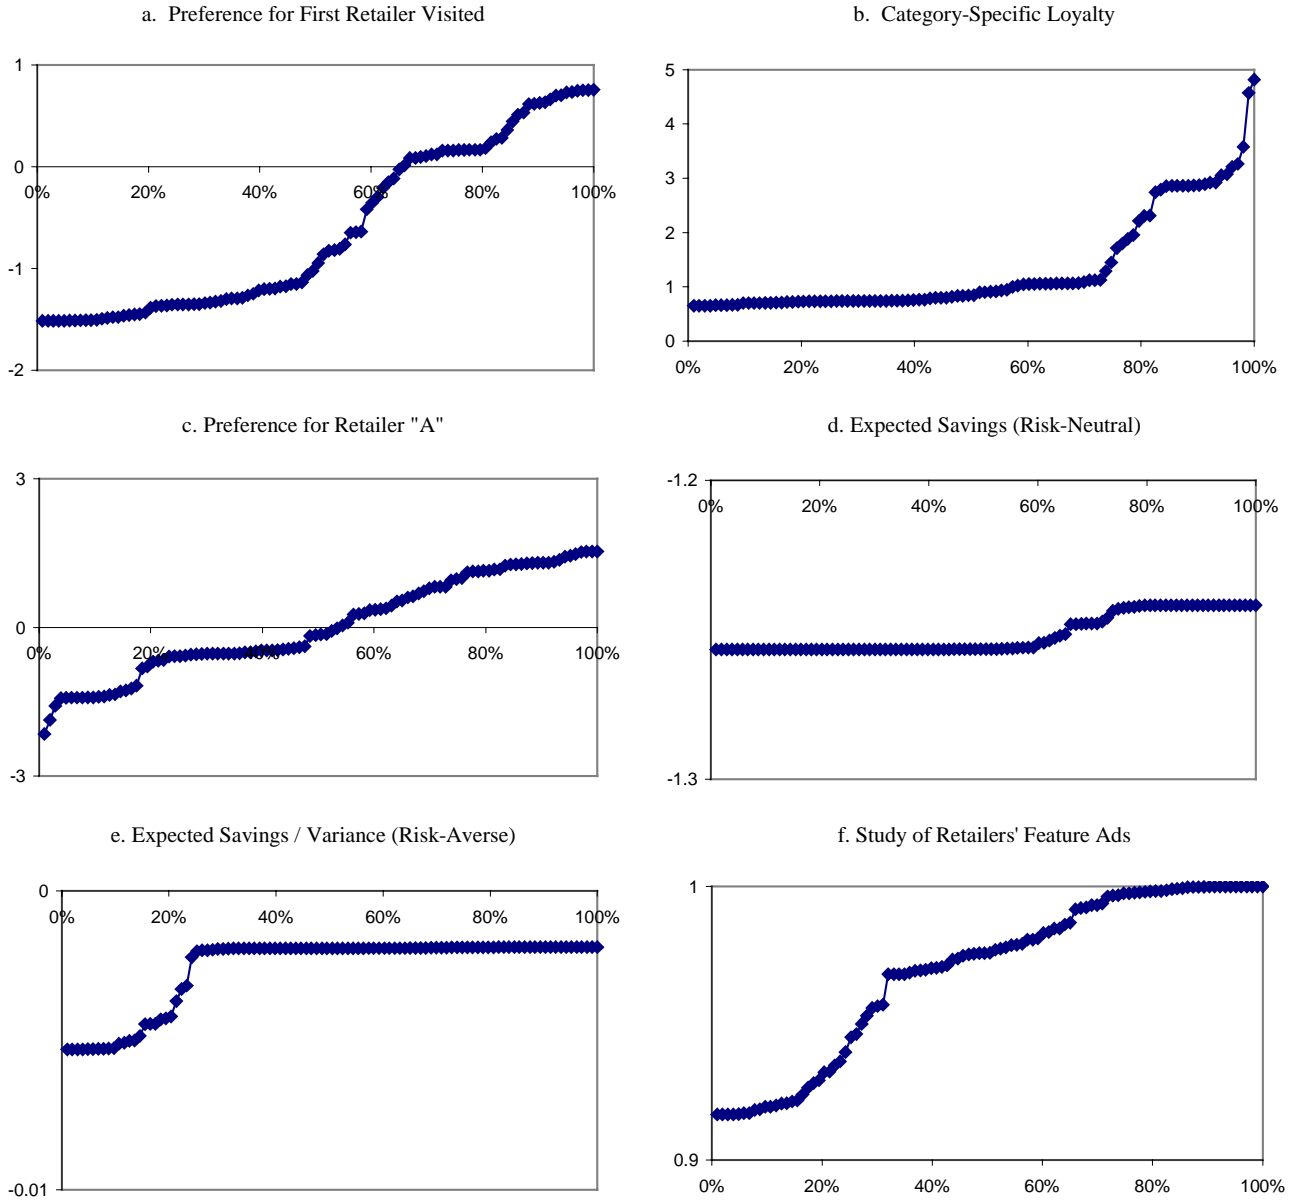 a. Preference for First Retailer Visited
1
0
-1
-2
0% 20% 40% 60% 80% 100%
b. Category-Specific Loyalty
5
4
3
2
1
0
0% 20% 40% 60% 80% 100%
c. Preference for Retailer "A"
3
0
-3
0% 20% 40% 60% 80% 100%
d. Expected Savings (Risk-Neutral)
-1.2
0% 20% 40% 60% 80% 100%
-1.3
e. Expected Savings / Variance (Risk-Averse)
0
0% 20% 40% 60% 80% 100%
-0.01
f. Study of Retailers' Feature Ads
1
0.9
0% 20% 40% 60% 80% 100%